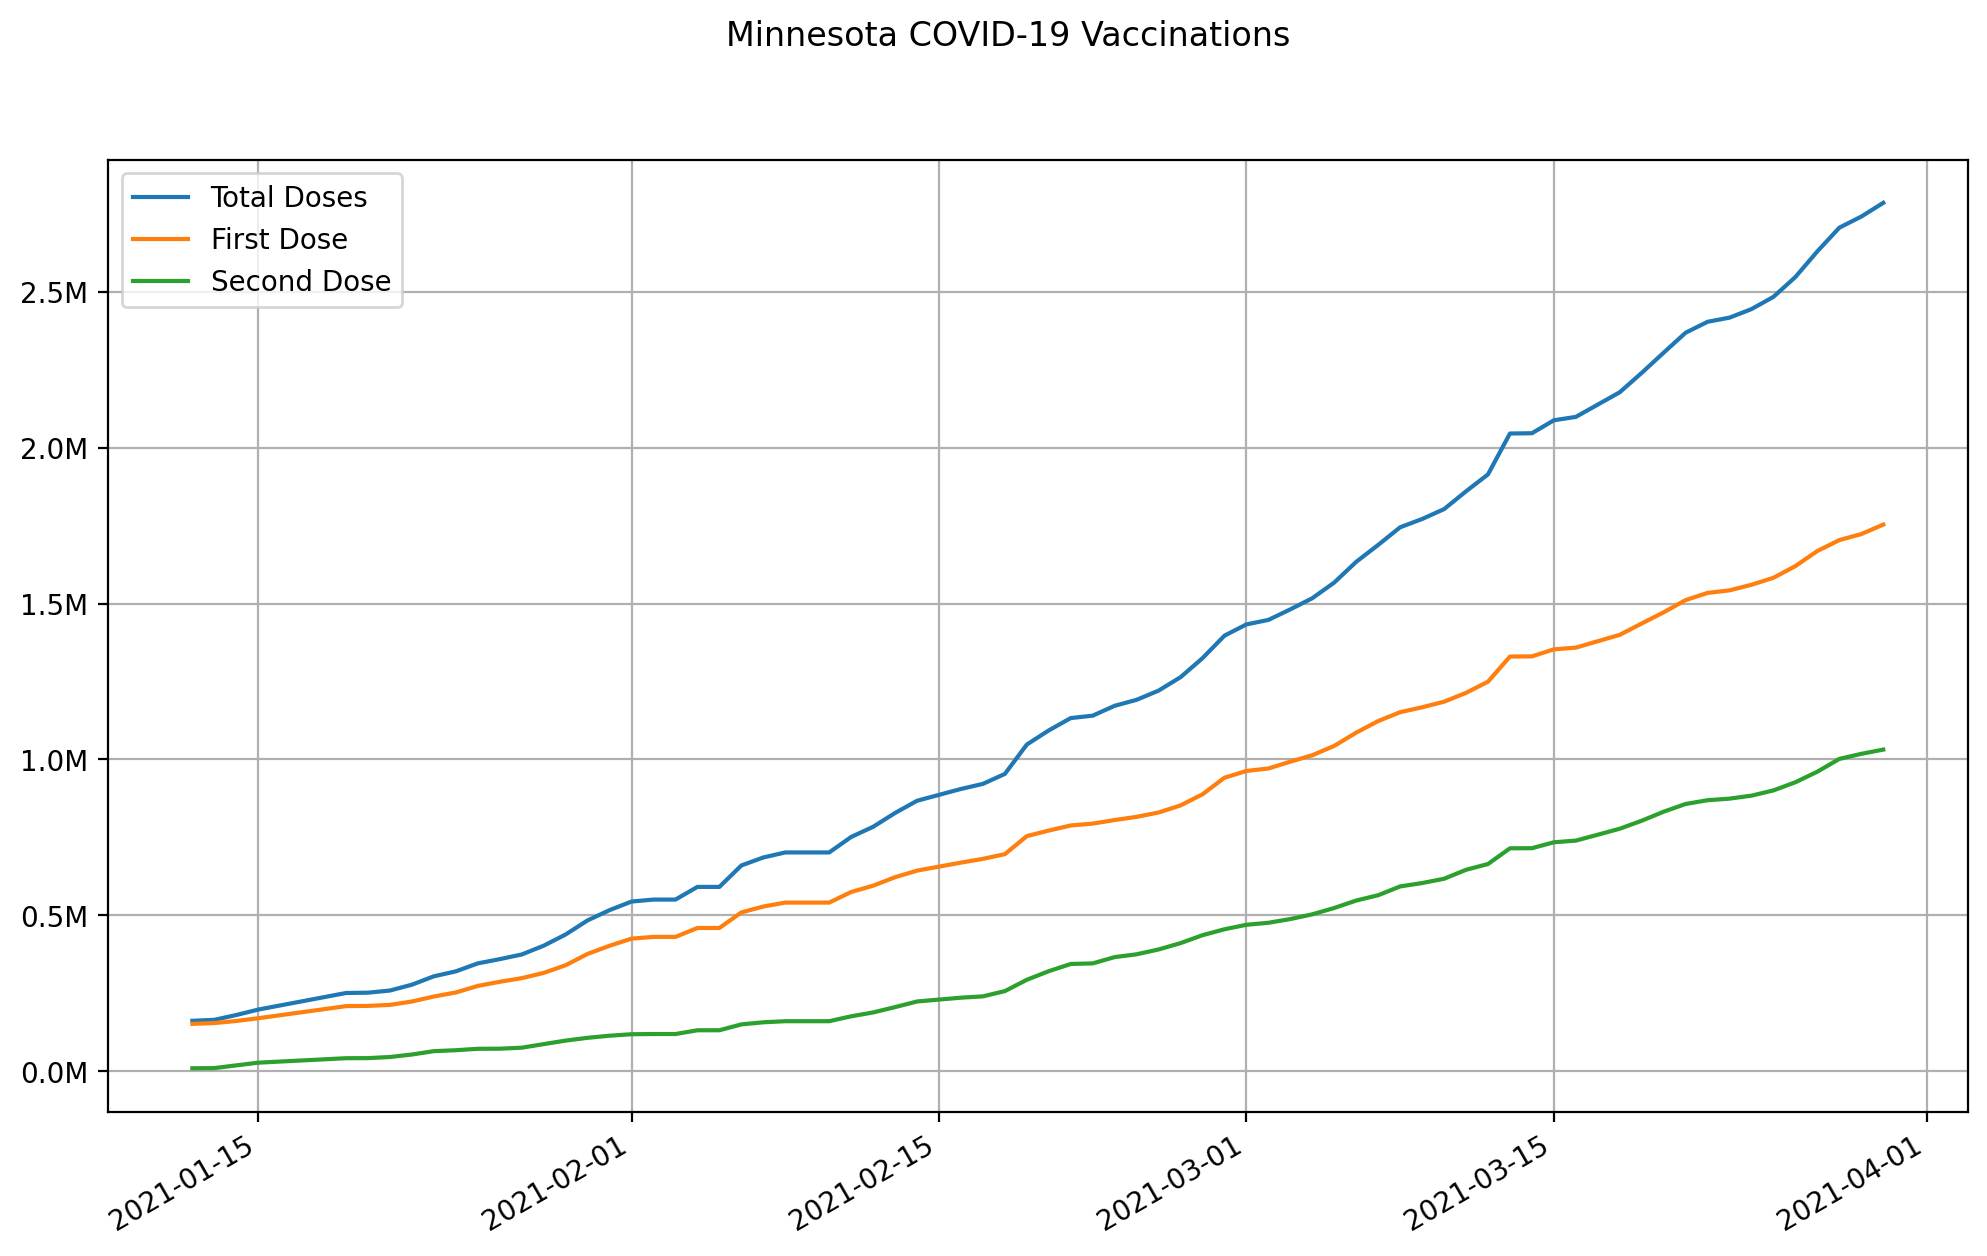 Minnesota COVID-19 Vaccinations
Total Doses
First Dose
Second Dose
2.5M
2.0M
1.5M
1.0M
0.5M
0.0M
2021-01-15
2021-02-01
2021-02-15
2021-03-01
2021-03-15
2021-04-01